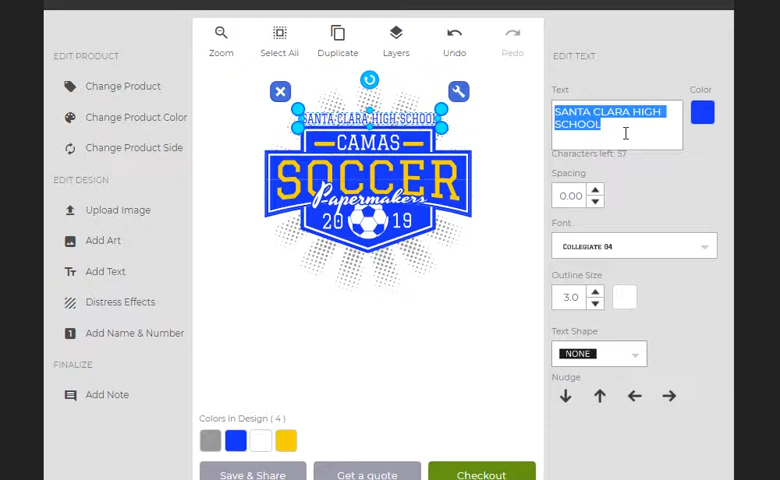 EDIT PRODUCT
Change Product
Change Product Color
Change Product Side
EDIT DESIGN
Upload Image
Add Art
Add Text
Distress Effects
Add Name & Number
FINALIZE
Add Note
Zoom
Select All
Duplicate
Layers
Undo
Redo
SANTA CLARA HIGH SCHOOL
CAMAS
SOCCER
Papermakers
20 19
Colors In Design ( 4 )
Save & Share
Get a quote
Checkout
EDIT TEXT
Text
Color
SANTA CLARA HIGH
SCHOOL
Characters left: 57
Spacing
0.00
Font
COLLEGIATE 84
Outline Size
3.0
Text Shape
NONE
Nudge